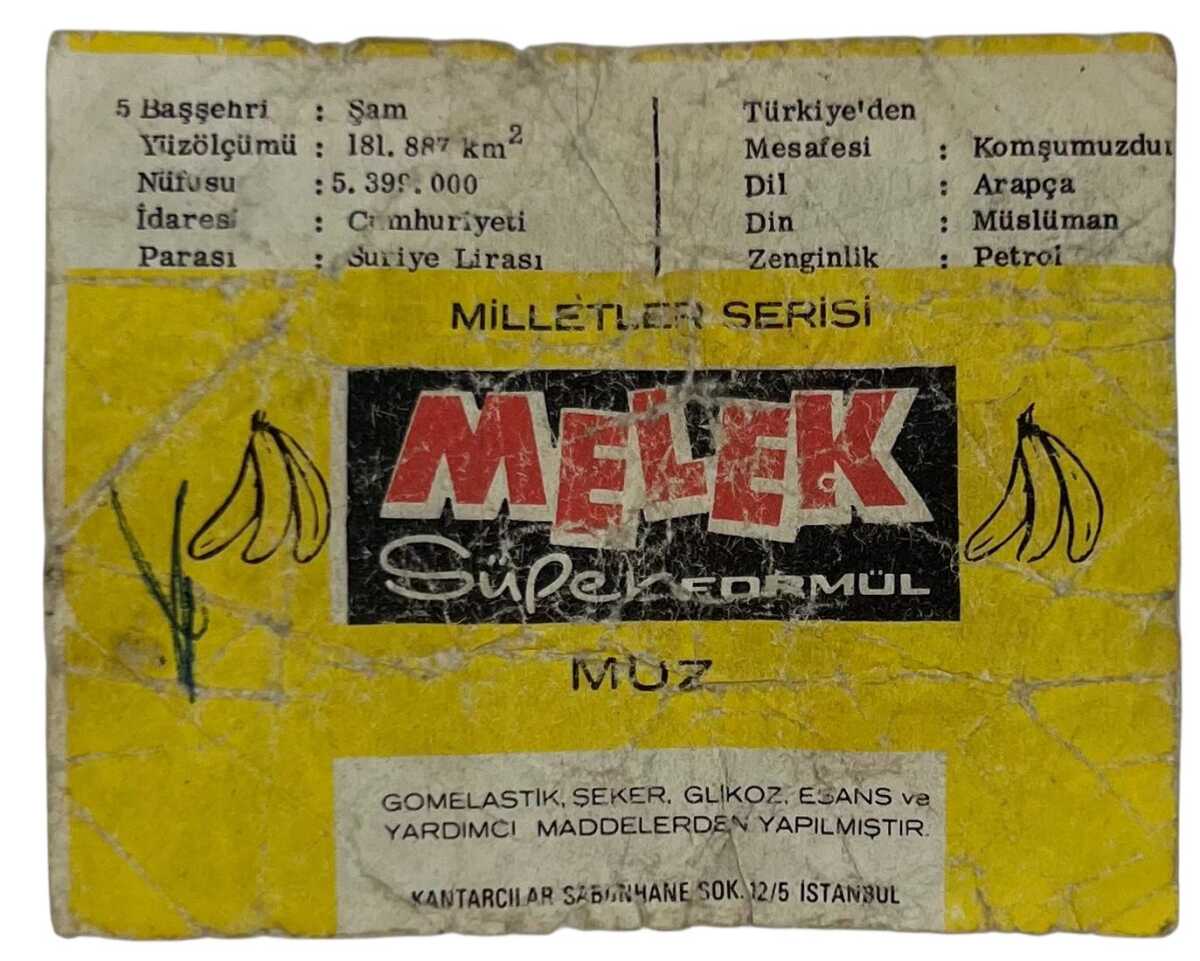 5 Başşehri : Şam
Yüzölçümü : 181. 887 km²
Nüfusu : 5. 399. 000
İdaresi : Cumhuriyeti
Parası : Suriye Lirası
Türkiye'den
Mesafesi : Komşumuzdur
Dil : Arapça
Din : Müslüman
Zenginlik : Petrol
MİLLETLER SERİSİ
MELEK
Süper FORMÜL
MUZ
GOMELASTİK, ŞEKER, GLİKOZ, ESANS ve
YARDIMCI MADDELERDEN YAPILMIŞTIR.
KANTARCILAR SABUNHANE SOK. 12/5 İSTANBUL